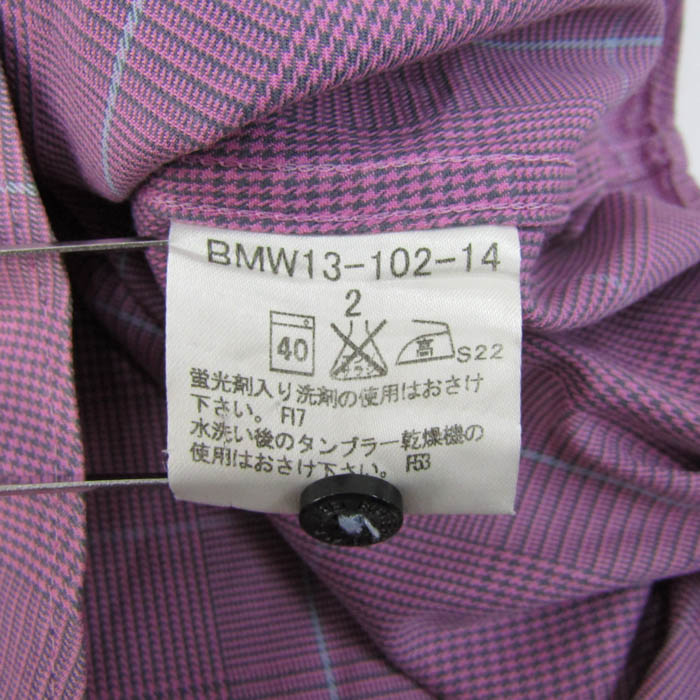 BMW13-102-14
2
40 高 S22
蛍光剤入り洗剤の使用はおさけ
下さい。 F17
水洗い後のタンブラー乾燥機の
使用はおさけ下さい。 F53